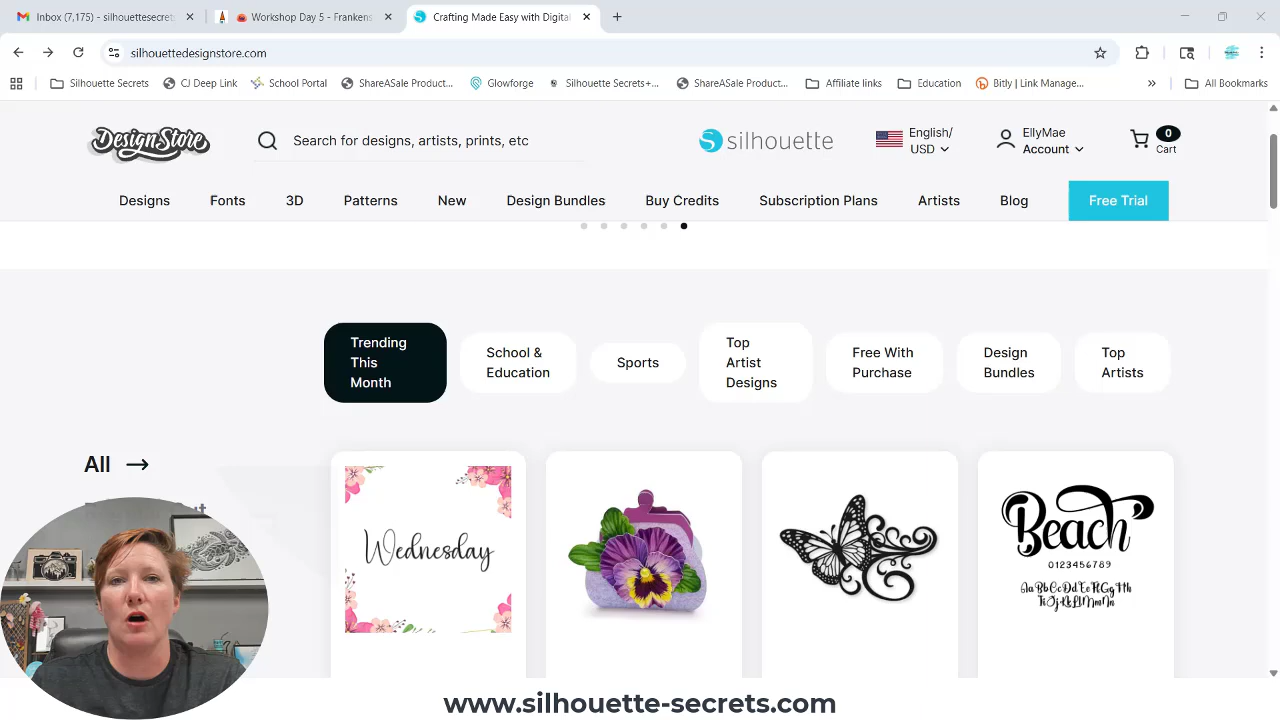 Inbox (7,175) - silhouettesecret
Workshop Day 5 - Frankens
Crafting Made Easy with Digital
silhouettedesignstore.com
Silhouette Secrets
CJ Deep Link
School Portal
ShareASale Product...
Glowforge
Silhouette Secrets+...
ShareASale Product...
Affiliate links
Education
Bitly | Link Manage...
All Bookmarks
Design Store
Search for designs, artists, prints, etc
silhouette
English/
USD
EllyMae
Account
0
Cart
Designs
Fonts
3D
Patterns
New
Design Bundles
Buy Credits
Subscription Plans
Artists
Blog
Free Trial
Trending
This
Month
School &
Education
Sports
Top
Artist
Designs
Free With
Purchase
Design
Bundles
Top
Artists
All
Wednesday
Beach
0123456789
www.silhouette-secrets.com